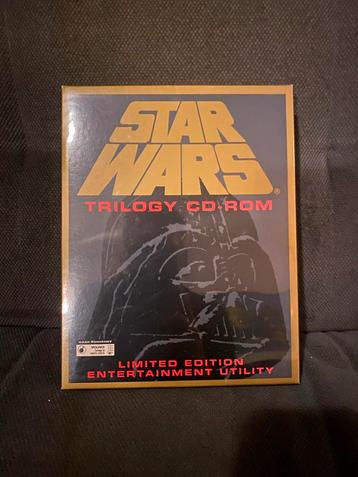 STAR
WARS®
TRILOGY CD-ROM
LIMITED EDITION
ENTERTAINMENT UTILITY